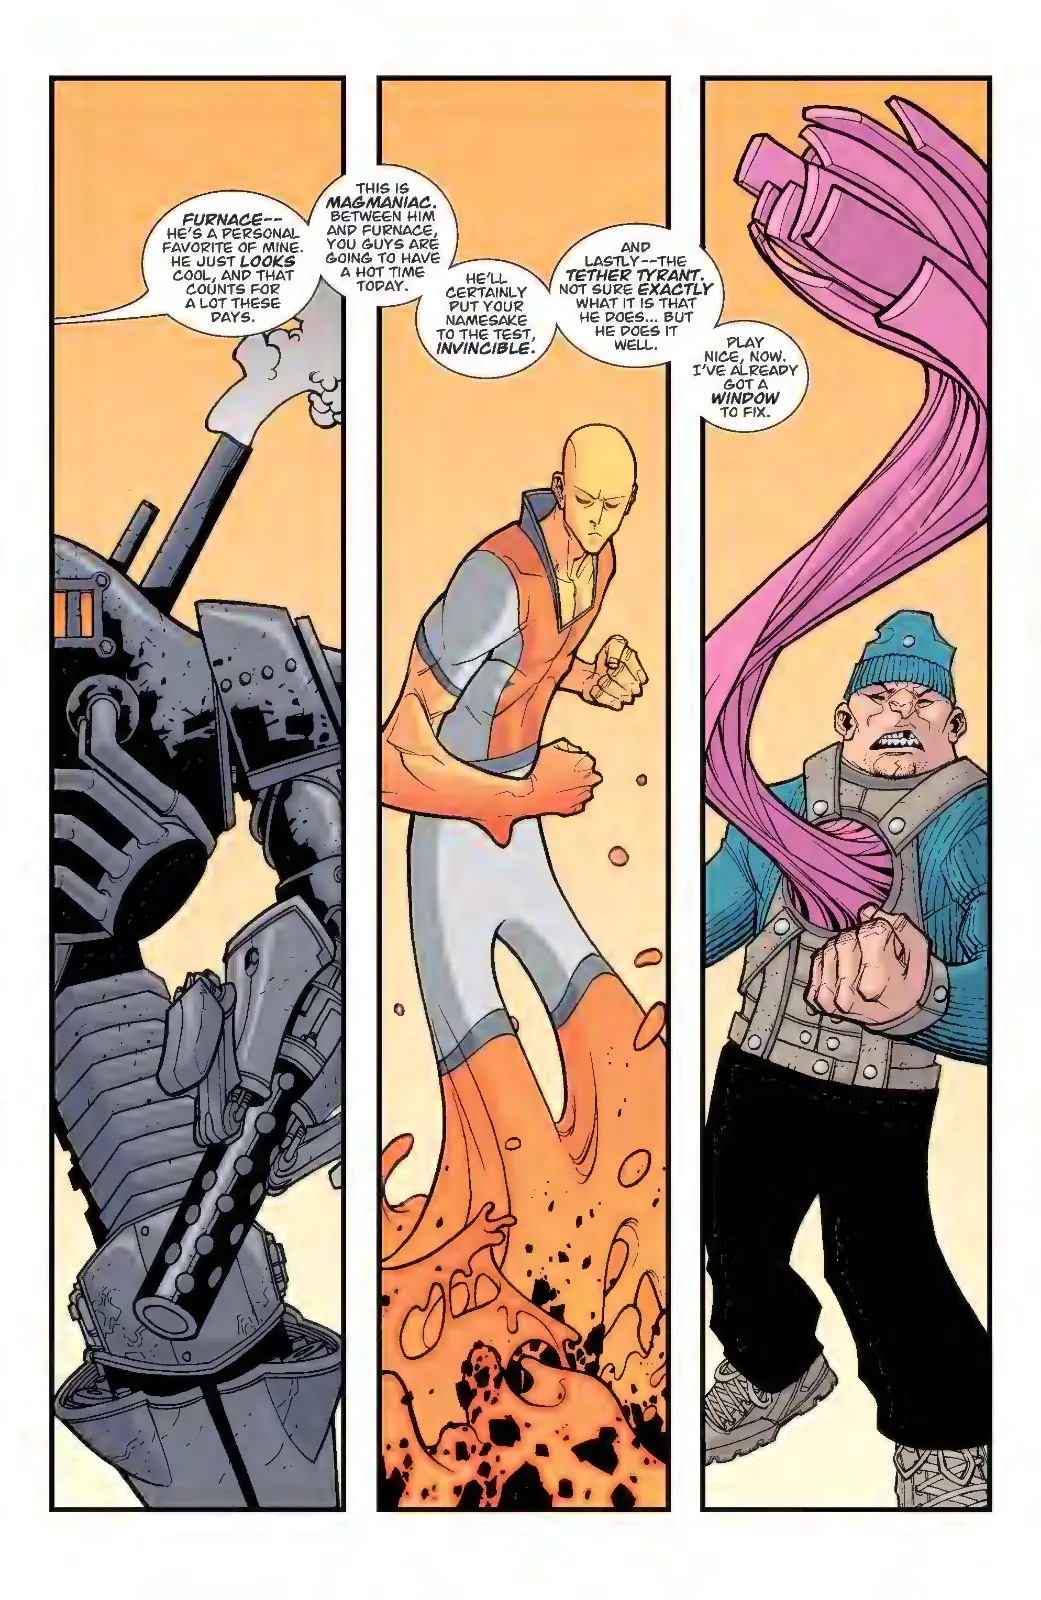 FURNACE--
HE'S A PERSONAL
FAVORITE OF MINE.
HE JUST LOOKS
COOL, AND THAT
COUNTS FOR
A LOT THESE
DAYS.
THIS IS
MAGMANIAC.
BETWEEN HIM
AND FURNACE,
YOU GUYS ARE
GOING TO HAVE
A HOT TIME
TODAY.
HE'LL
CERTAINLY
PUT YOUR
NAMESAKE
TO THE TEST,
INVINCIBLE.
AND
LASTLY--THE
TETHER TYRANT.
NOT SURE EXACTLY
WHAT IT IS THAT
HE DOES... BUT
HE DOES IT
WELL.
PLAY
NICE, NOW.
I'VE ALREADY
GOT A
WINDOW
TO FIX.